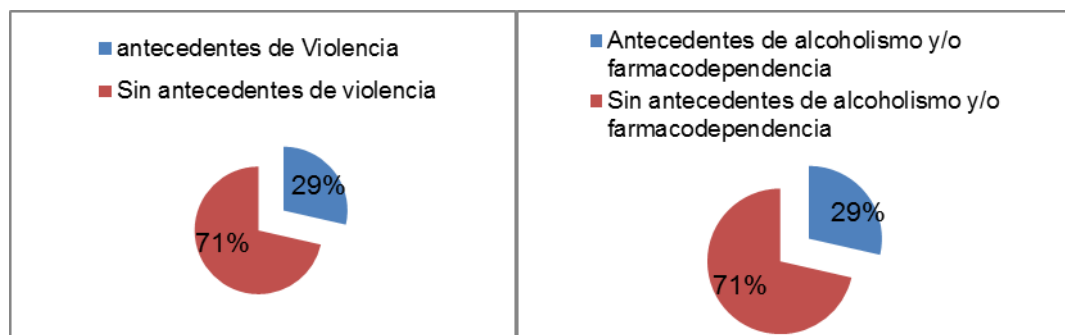 antecedentes de Violencia
Sin antecedentes de violencia
29%
71%
Antecedentes de alcoholismo y/o
farmacodependencia
Sin antecedentes de alcoholismo y/o
farmacodependencia
29%
71%